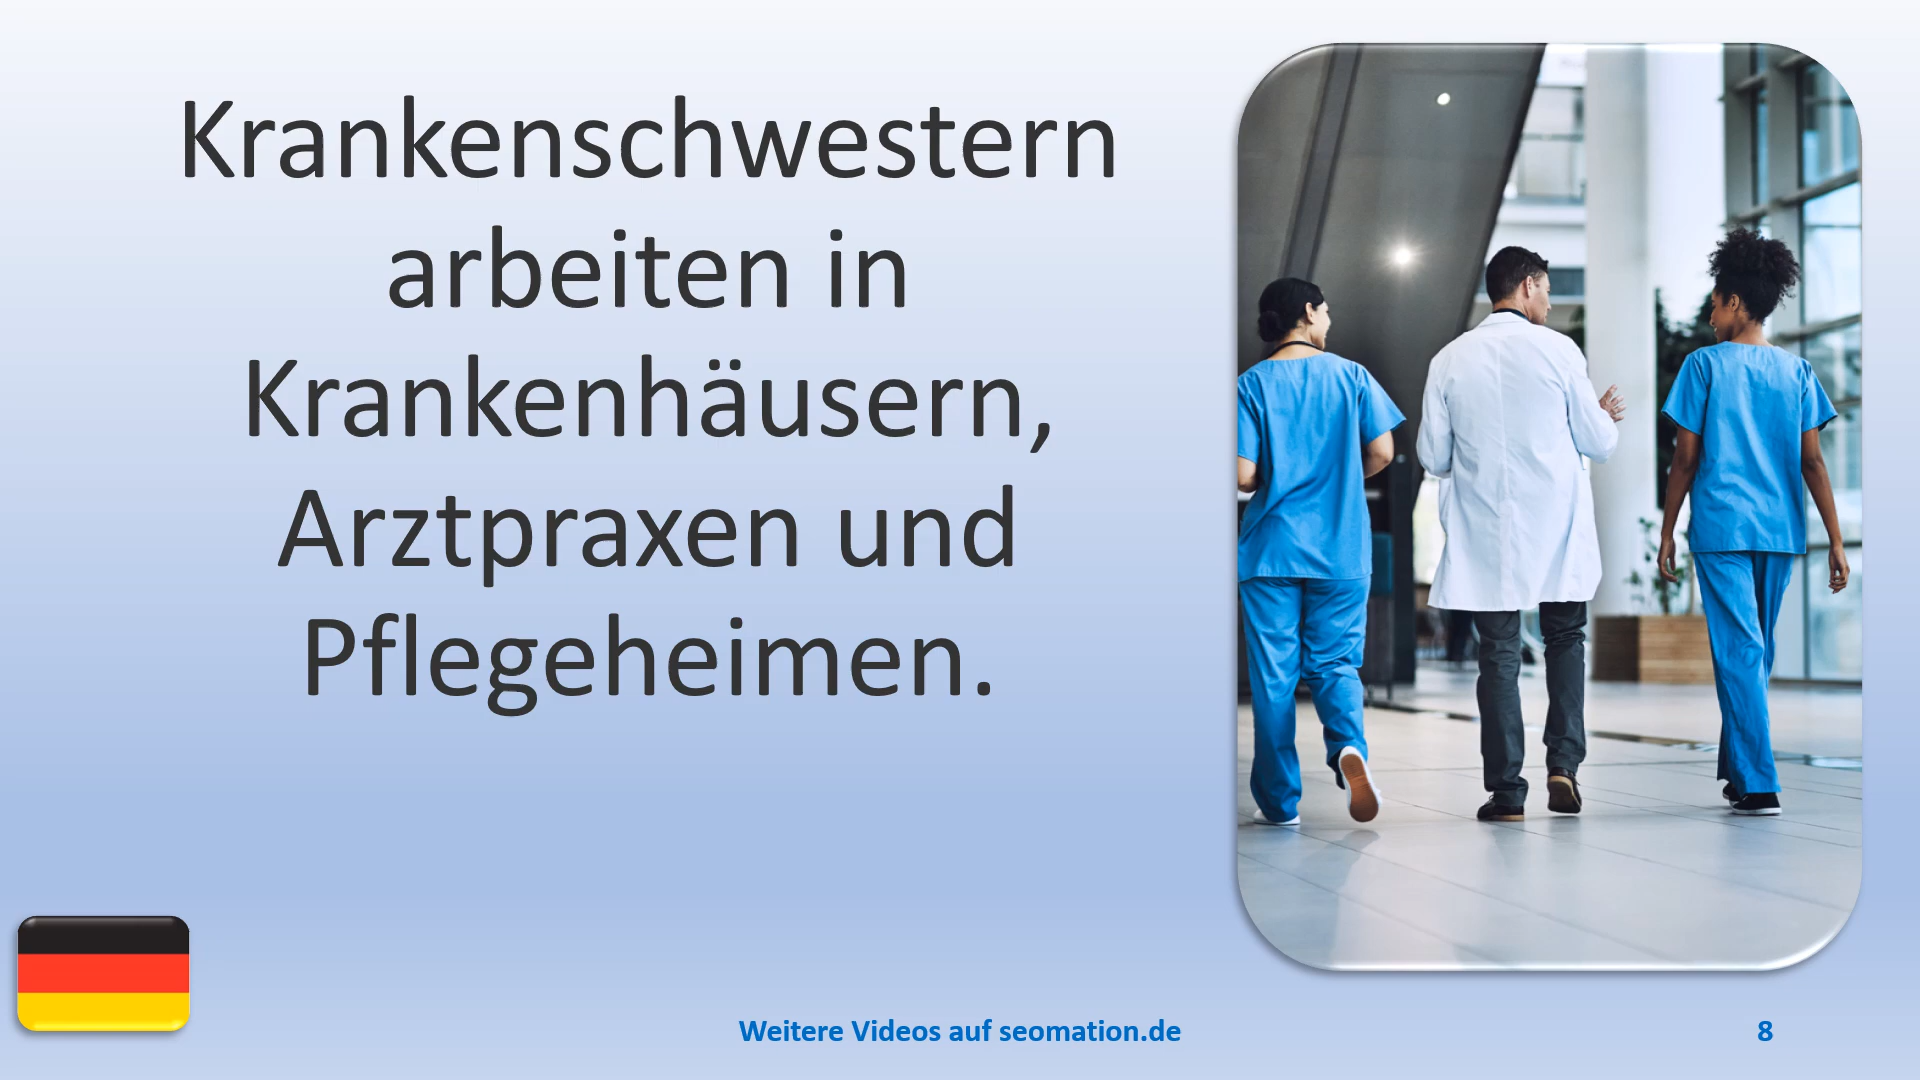 Krankenschwestern
arbeiten in
Krankenhäusern,
Arztpraxen und
Pflegeheimen.
Weitere Videos auf seomation.de
8